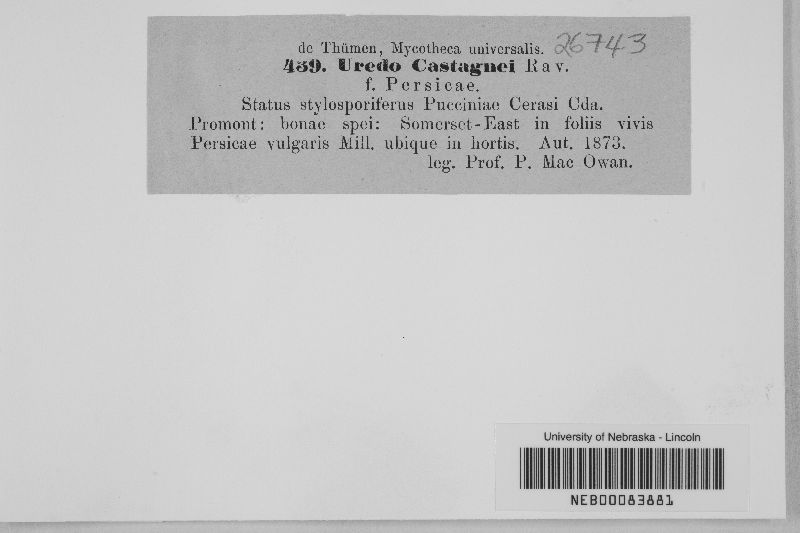 de Thümen, Mycotheca universalis. 26743
459. Uredo Castagnei Rav.
f. Persicae.
Status stylosporiferus Pucciniae Cerasi Cda.
Promont: bonae spei: Somerset-East in foliis vivis
Persicae vulgaris Mill. ubique in hortis. Aut. 1873.
leg. Prof. P. Mac Owan.
University of Nebraska - Lincoln
NEB00083881